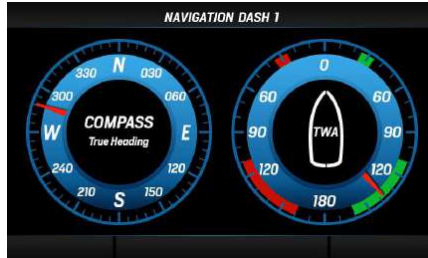 NAVIGATION DASH 1
N
030
060
E
120
150
S
210
240
W
300
330
COMPASS
True Heading
0
60
90
120
180
120
90
60
TWA